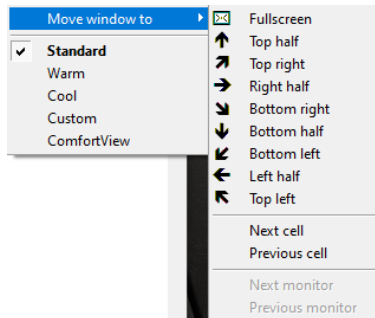 Move window to
Standard
Warm
Cool
Custom
ComfortView
Fullscreen
Top half
Top right
Right half
Bottom right
Bottom half
Bottom left
Left half
Top left
Next cell
Previous cell
Next monitor
Previous monitor